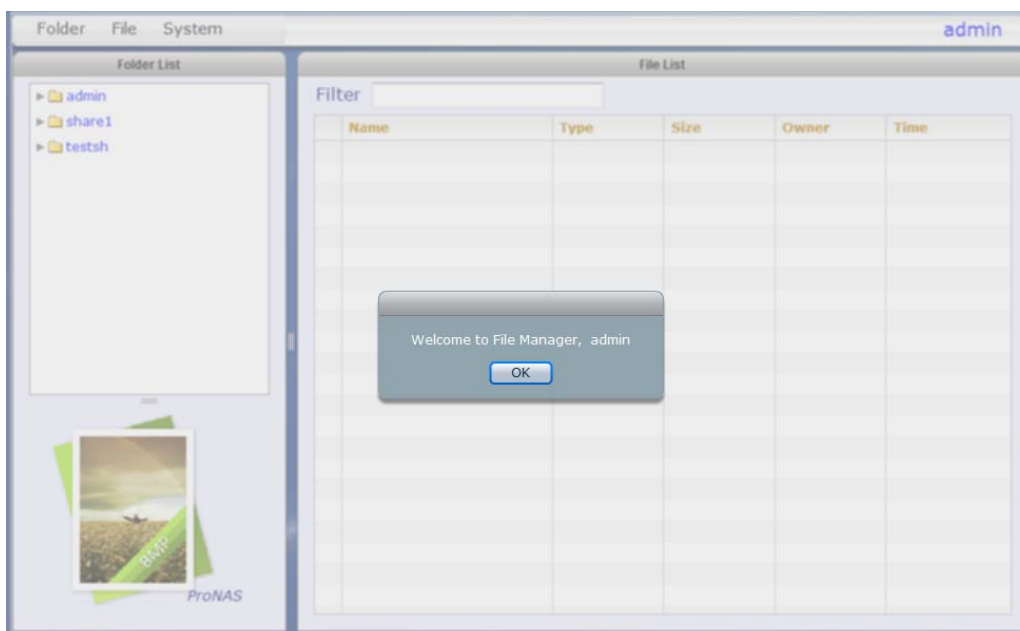 Folder File System admin
Folder List
admin
share1
testsh
File List
Filter
Name Type Size Owner Time
Welcome to File Manager, admin
OK
BMP
ProNAS